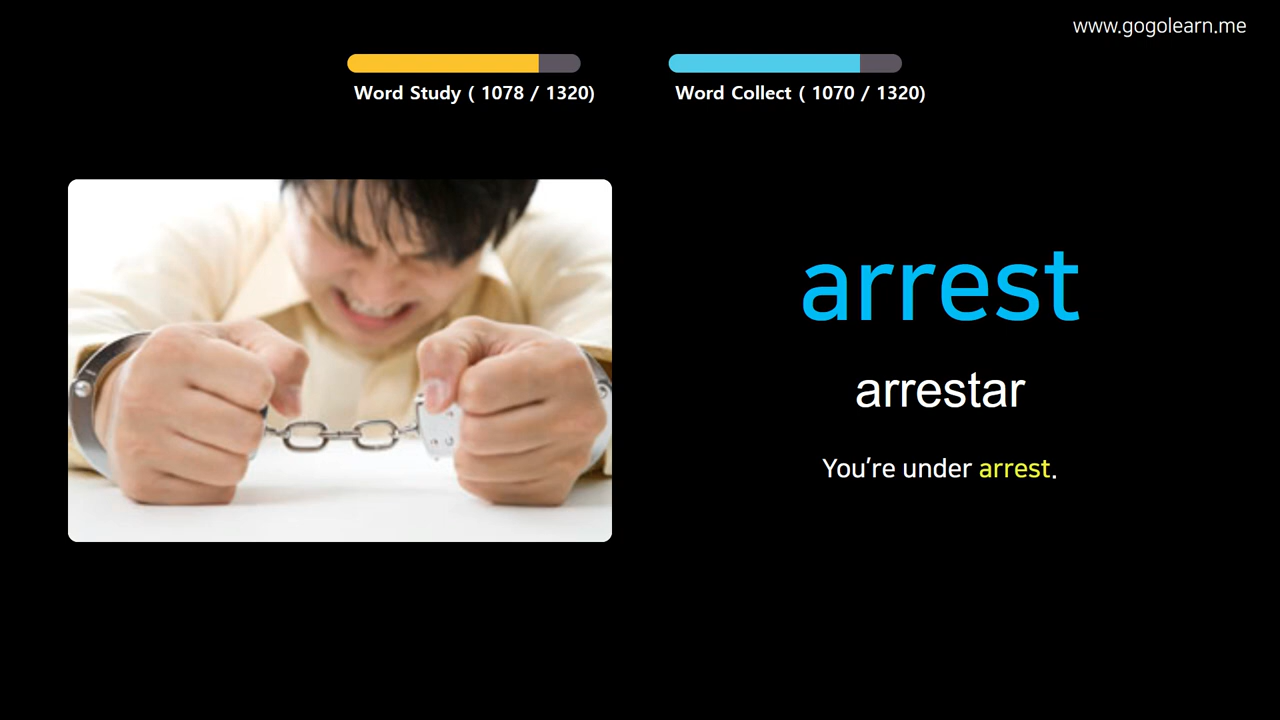 www.gogolearn.me
Word Study ( 1078 / 1320)
Word Collect ( 1070 / 1320)
arrest
arrestar
You're under arrest.